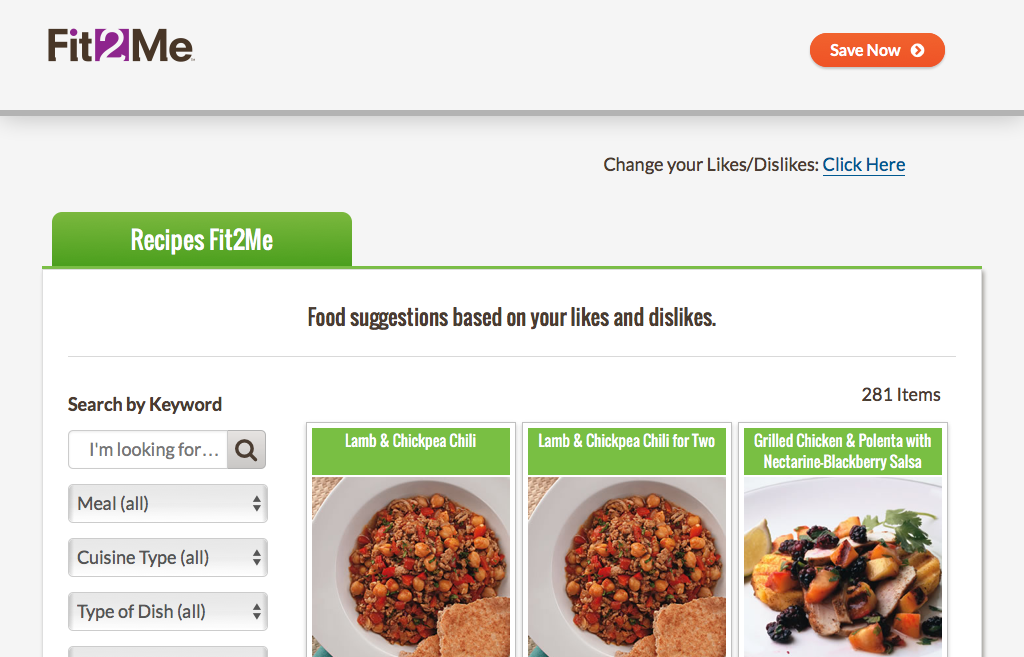 Fit2Me
Save Now
Change your Likes/Dislikes: Click Here
Recipes Fit2Me
Food suggestions based on your likes and dislikes.
281 Items
Search by Keyword
I'm looking for...
Meal (all)
Cuisine Type (all)
Type of Dish (all)
Lamb & Chickpea Chili
Lamb & Chickpea Chili for Two
Grilled Chicken & Polenta with
Nectarine-Blackberry Salsa